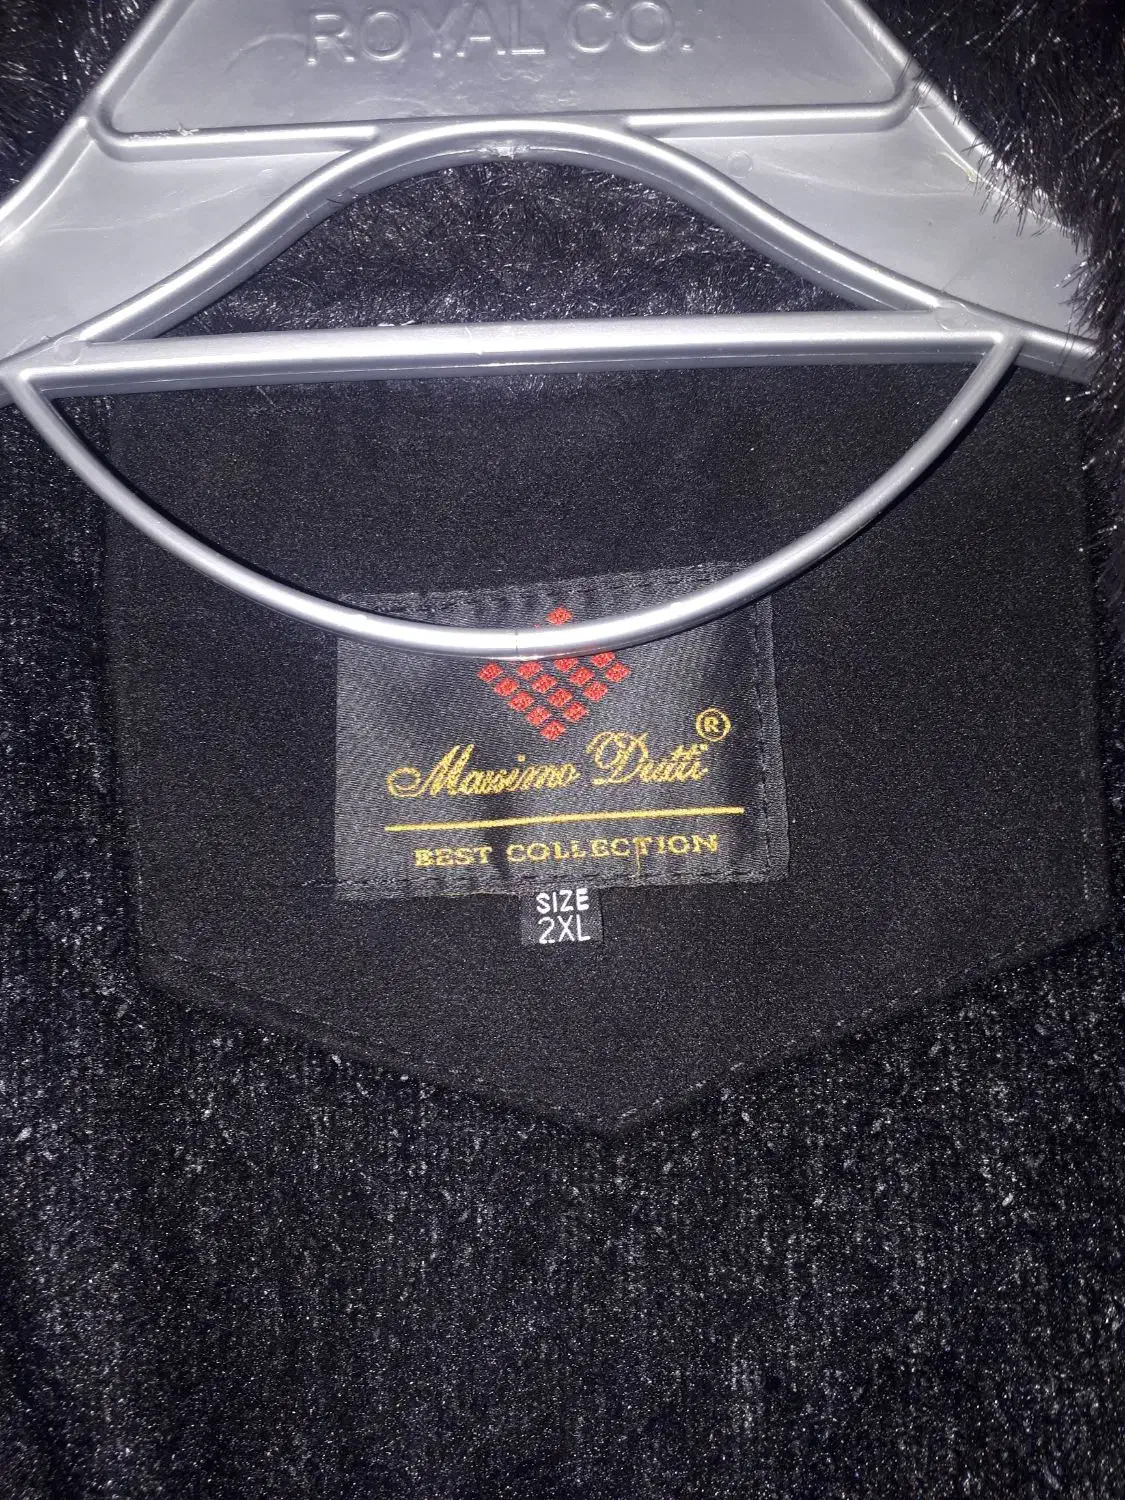 ROYAL CO.
Massimo Dutti®
BEST COLLECTION
SIZE
2XL